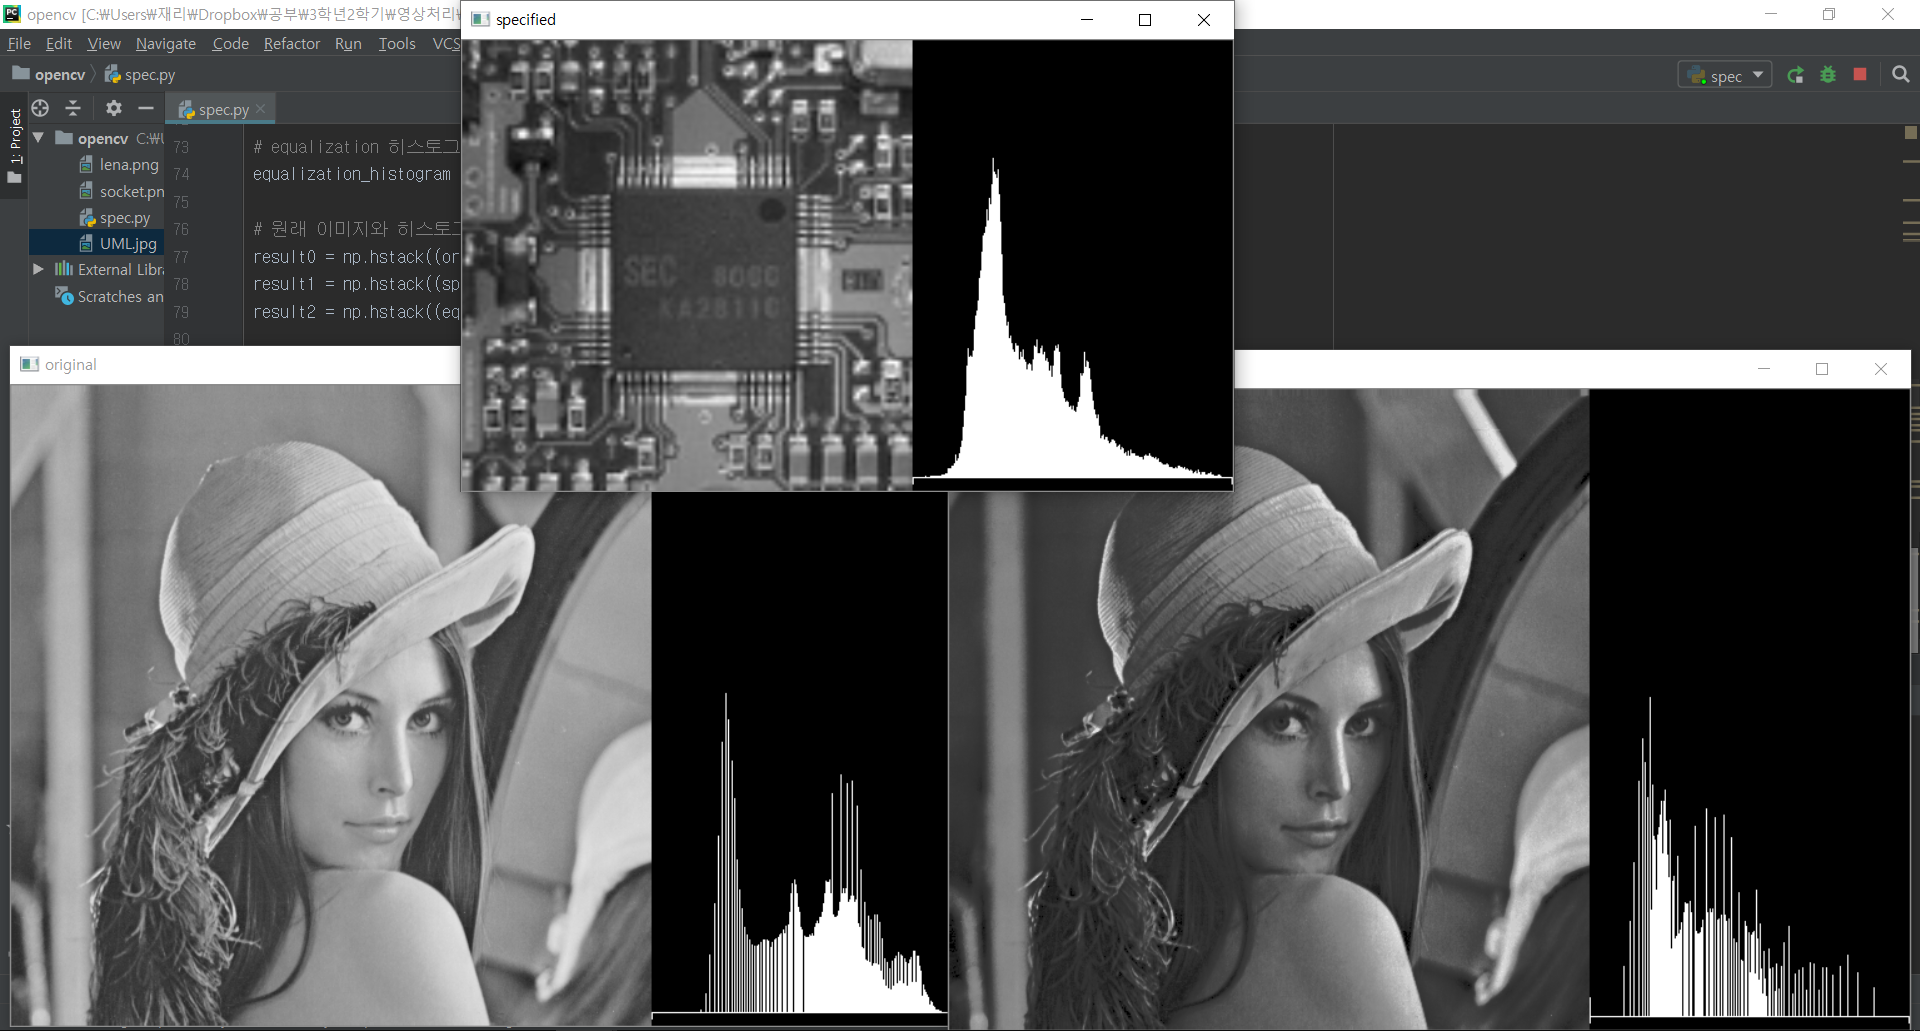 opencv [C:₩Users₩재리₩Dropbox₩공부₩3학년2학기₩영상처리₩
specified
File Edit View Navigate Code Refactor Run Tools VCS
opencv spec.py
spec
1: Project
spec.py
opencv C:₩U
lena.png
socket.pn
spec.py
UML.jpg
External Libra
Scratches an
73 # equalization 히스토그
74 equalization_histogram
75
76 # 원래 이미지와 히스토그
77 result0 = np.hstack((or
78 result1 = np.hstack((sp
79 result2 = np.hstack((eq
80
SEC
KA2811C
original